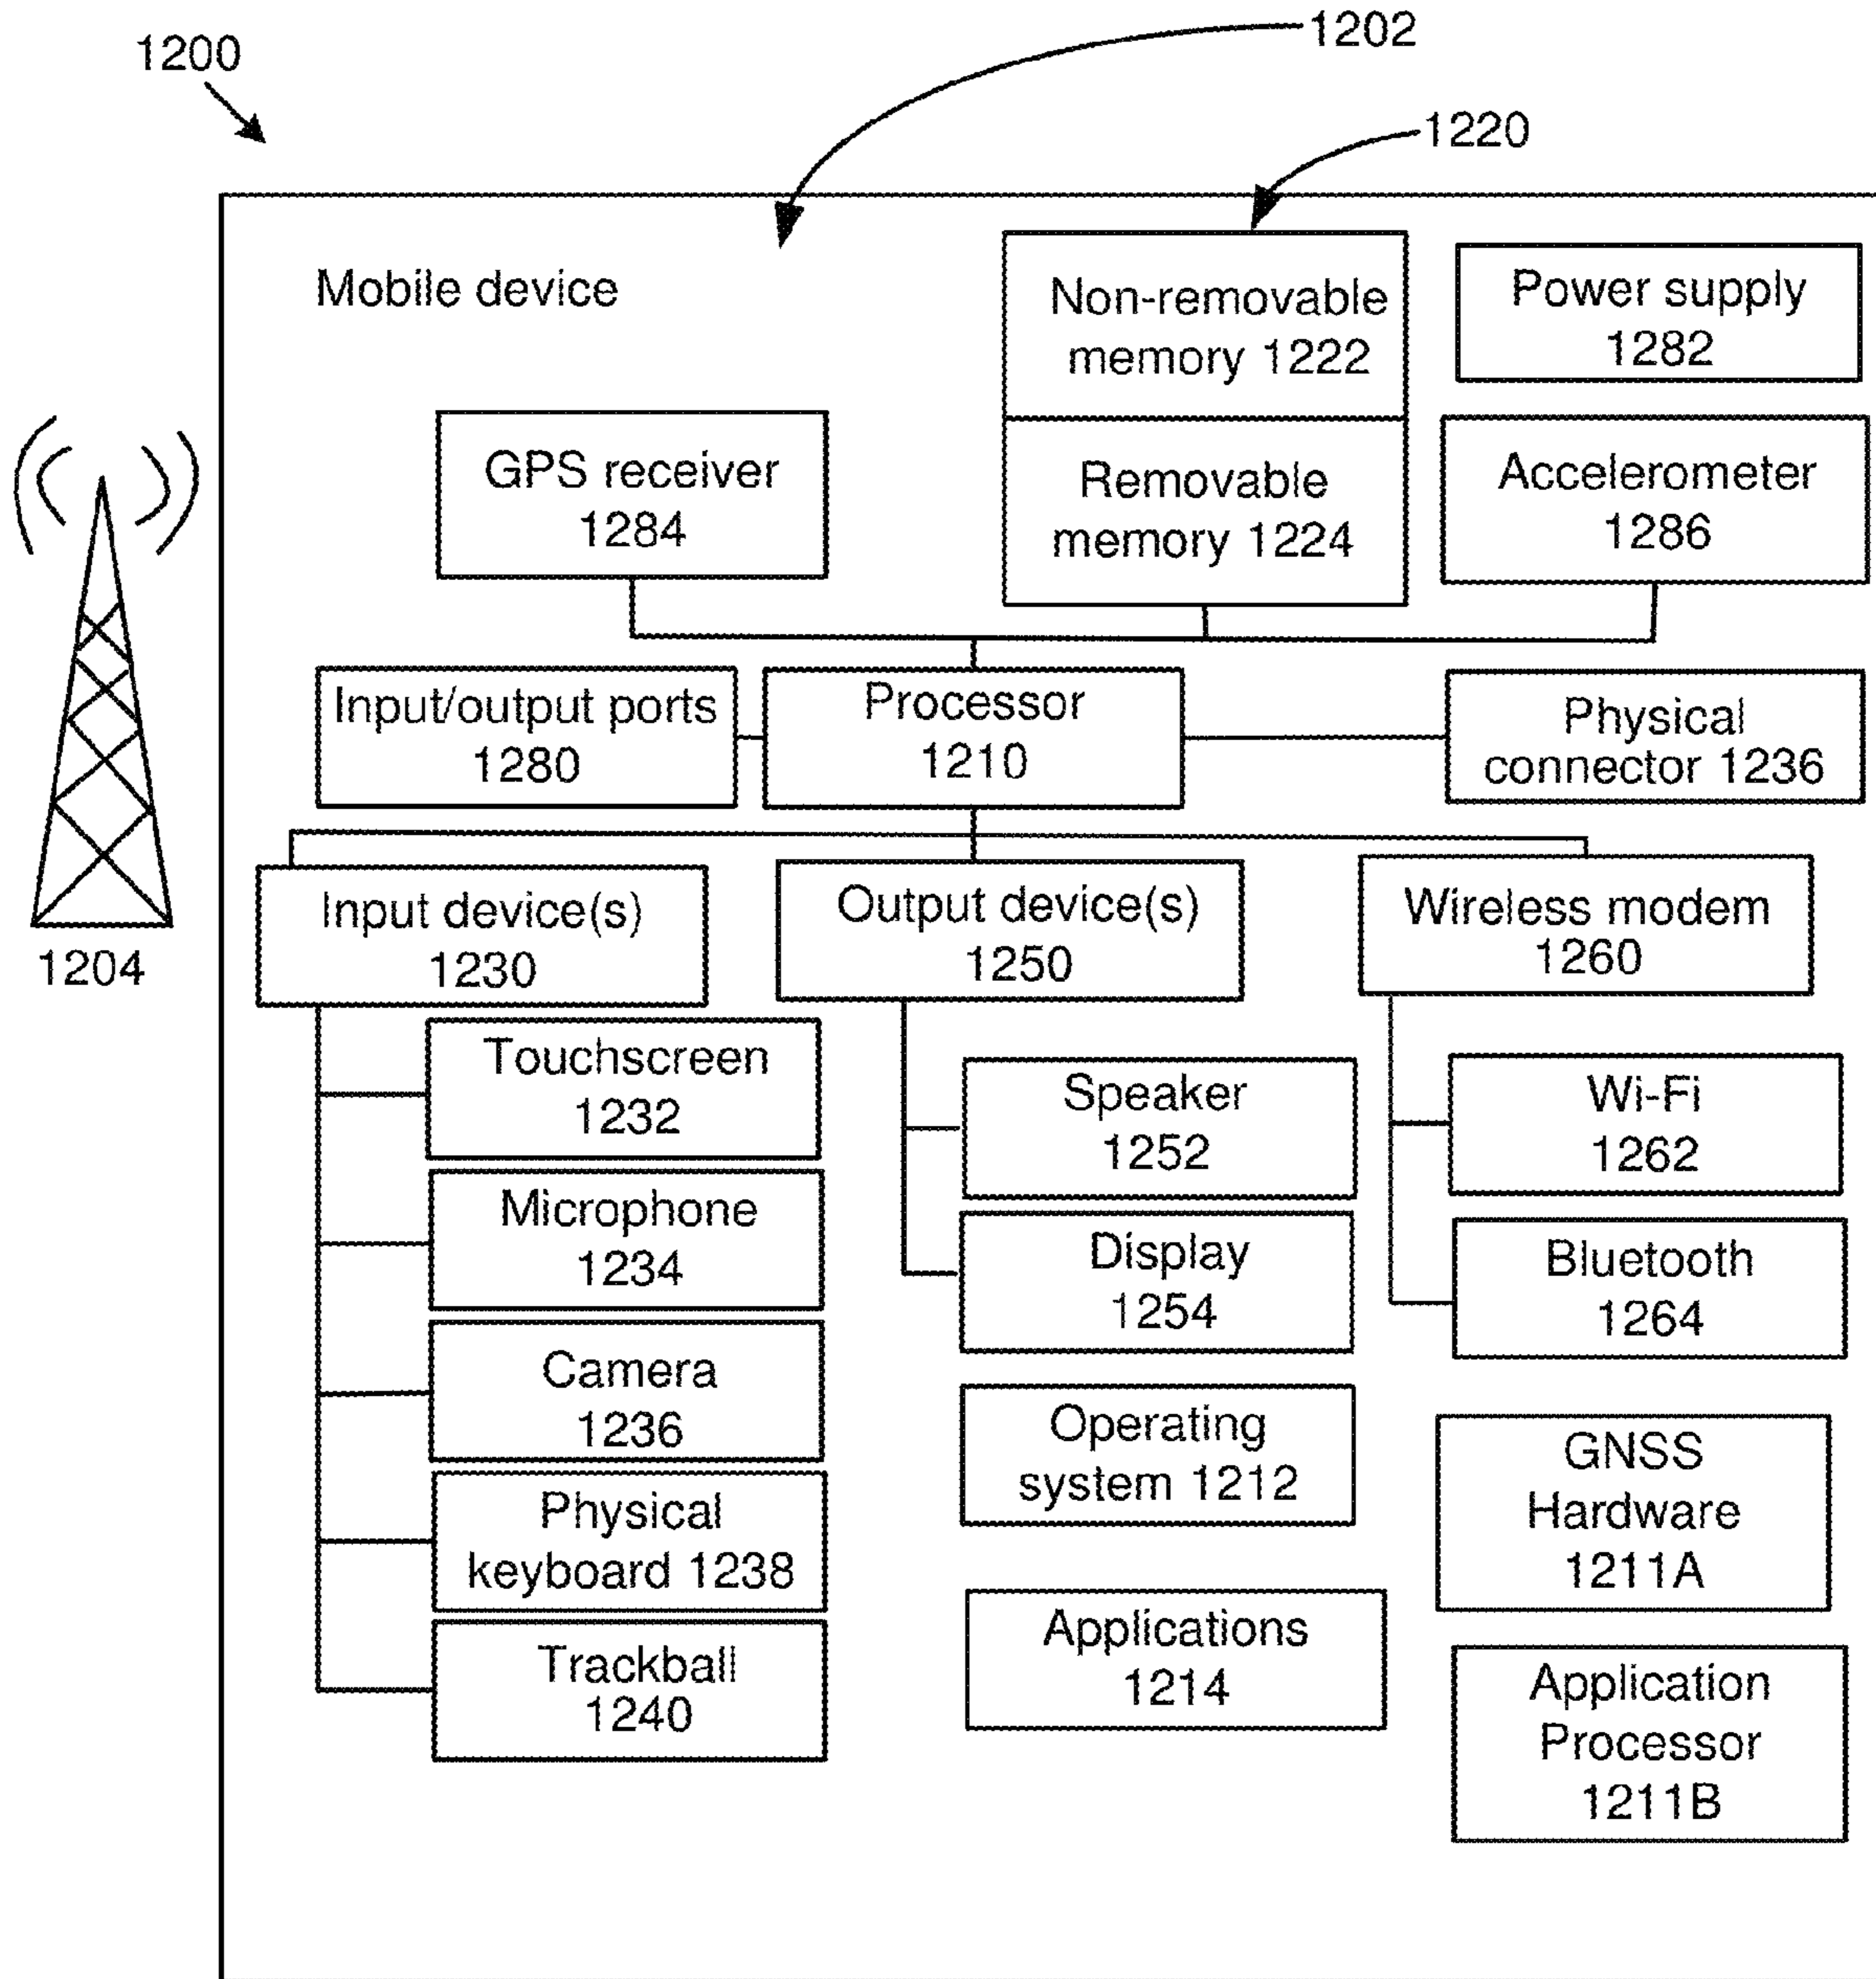 1200
1202
1220
Mobile device
Non-removable
memory 1222
Power supply
1282
GPS receiver
1284
Removable
memory 1224
Accelerometer
1286
Input/output ports
1280
Processor
1210
Physical
connector 1236
1204
Input device(s)
1230
Output device(s)
1250
Wireless modem
1260
Touchscreen
1232
Microphone
1234
Camera
1236
Physical
keyboard 1238
Trackball
1240
Speaker
1252
Display
1254
Operating
system 1212
Applications
1214
Wi-Fi
1262
Bluetooth
1264
GNSS
Hardware
1211A
Application
Processor
1211B